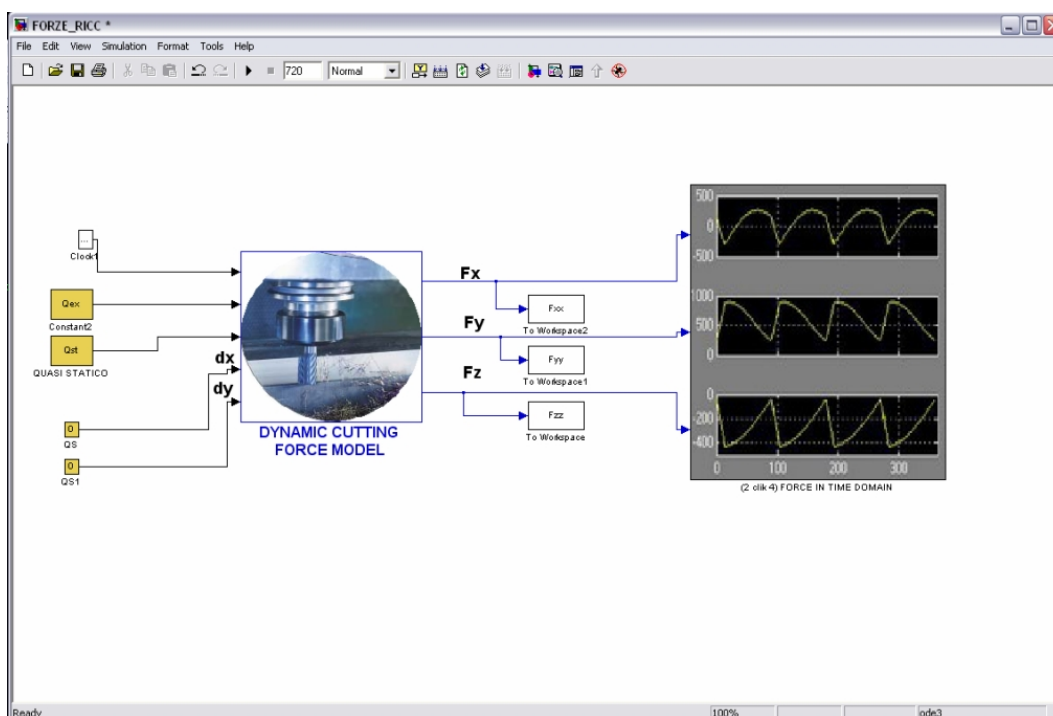 FORZE_RICC *
File Edit View Simulation Format Tools Help
720 Normal
Clock1
Qex
Constant2
Qst
QUASI STATICO
dx
dy
0
QS
0
QS1
DYNAMIC CUTTING
FORCE MODEL
Fx
Fxx
To Workspace2
Fy
Fyy
To Workspace1
Fz
Fzz
To Workspace
500
0
-500
1000
500
0
0
-200
-400
0 100 200 300
(2 clik 4) FORCE IN TIME DOMAIN
Ready 100% ode3